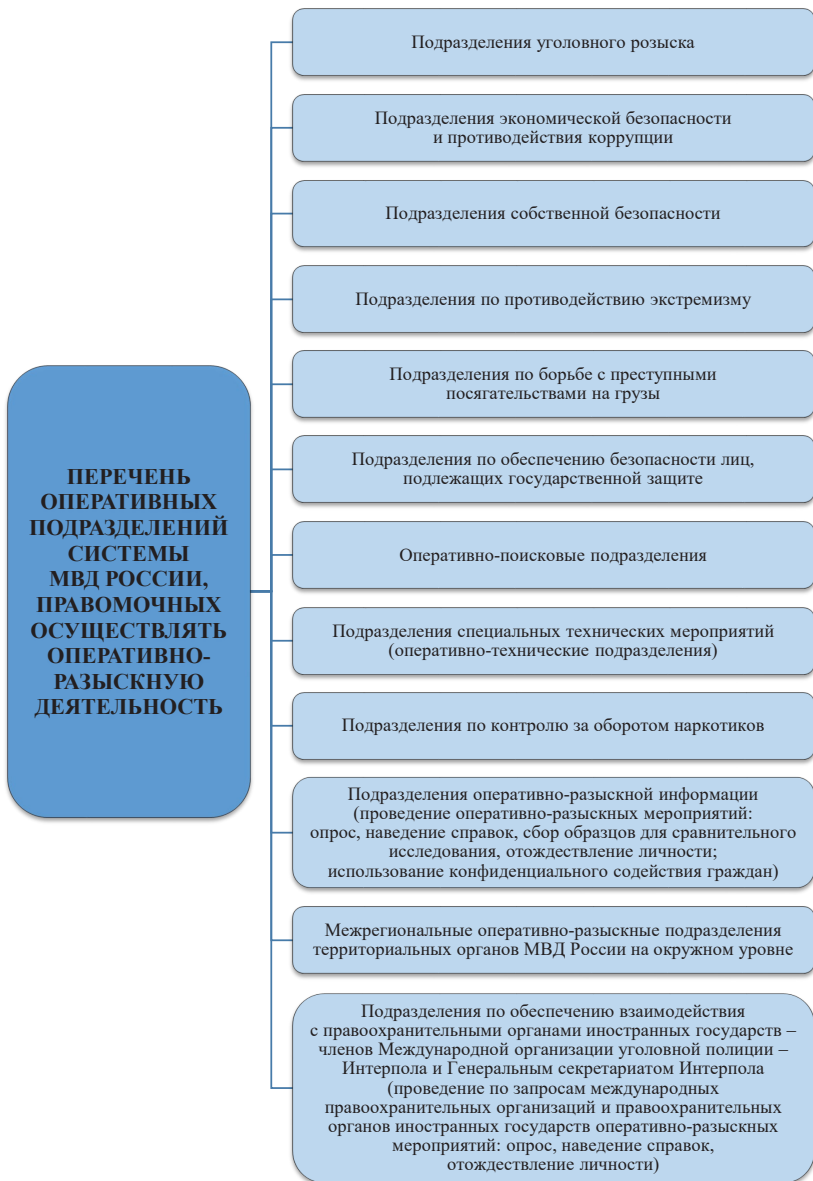 ПЕРЕЧЕНЬ
ОПЕРАТИВНЫХ
ПОДРАЗДЕЛЕНИЙ
СИСТЕМЫ
МВД РОССИИ,
ПРАВОМОЧНЫХ
ОСУЩЕСТВЛЯТЬ
ОПЕРАТИВНО-
РАЗЫСКНУЮ
ДЕЯТЕЛЬНОСТЬ
Подразделения уголовного розыска
Подразделения экономической безопасности
и противодействия коррупции
Подразделения собственной безопасности
Подразделения по противодействию экстремизму
Подразделения по борьбе с преступными
посягательствами на грузы
Подразделения по обеспечению безопасности лиц,
подлежащих государственной защите
Оперативно-поисковые подразделения
Подразделения специальных технических мероприятий
(оперативно-технические подразделения)
Подразделения по контролю за оборотом наркотиков
Подразделения оперативно-разыскной информации
(проведение оперативно-разыскных мероприятий:
опрос, наведение справок, сбор образцов для сравнительного
исследования, отождествление личности;
использование конфиденциального содействия граждан)
Межрегиональные оперативно-разыскные подразделения
территориальных органов МВД России на окружном уровне
Подразделения по обеспечению взаимодействия
с правоохранительными органами иностранных государств –
членов Международной организации уголовной полиции –
Интерпола и Генеральным секретариатом Интерпола
(проведение по запросам международных
правоохранительных организаций и правоохранительных
органов иностранных государств оперативно-разыскных
мероприятий: опрос, наведение справок,
отождествление личности)